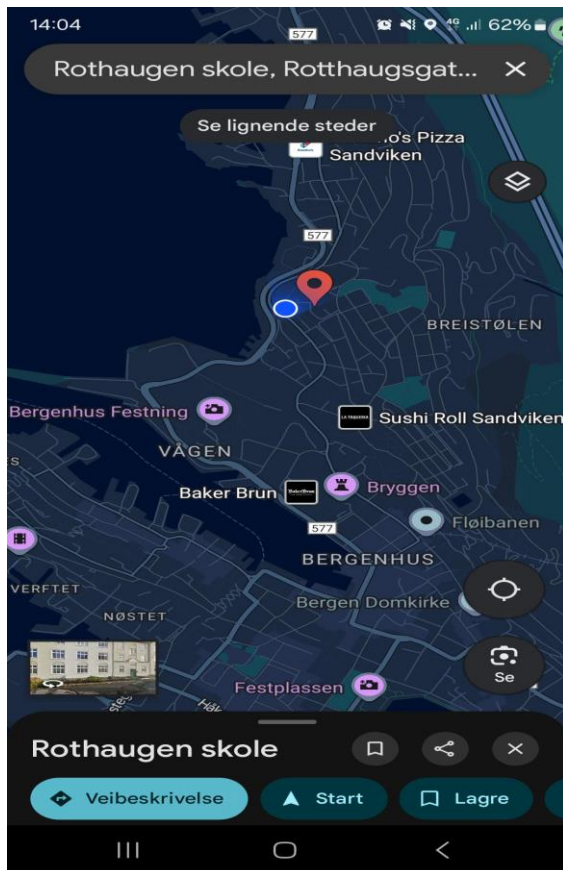 14:04
4G
62%
577
Rothaugen skole, Rotthaugsgat...
Se lignende steder
o's Pizza
Sandviken
577
BREISTØLEN
Bergenhus Festning
Sushi Roll Sandviken
VÅGEN
Baker Brun
Bryggen
577
Fløibanen
BERGENHUS
VERFTET
Bergen Domkirke
NØSTET
Se
Festplassen
Rothaugen skole
Veibeskrivelse
Start
Lagre